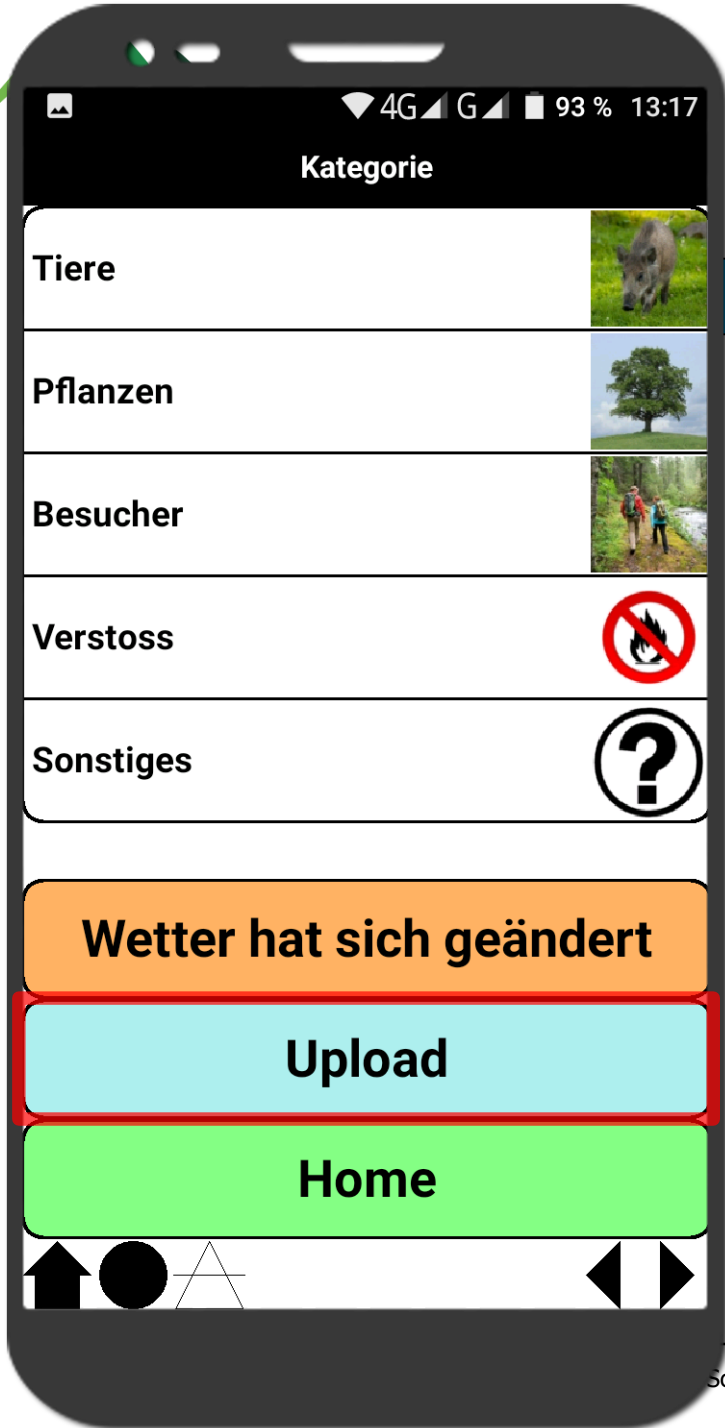 4G G 93 % 13:17
Kategorie
Tiere
Pflanzen
Besucher
Verstoss
Sonstiges
?
Wetter hat sich geändert
Upload
Home